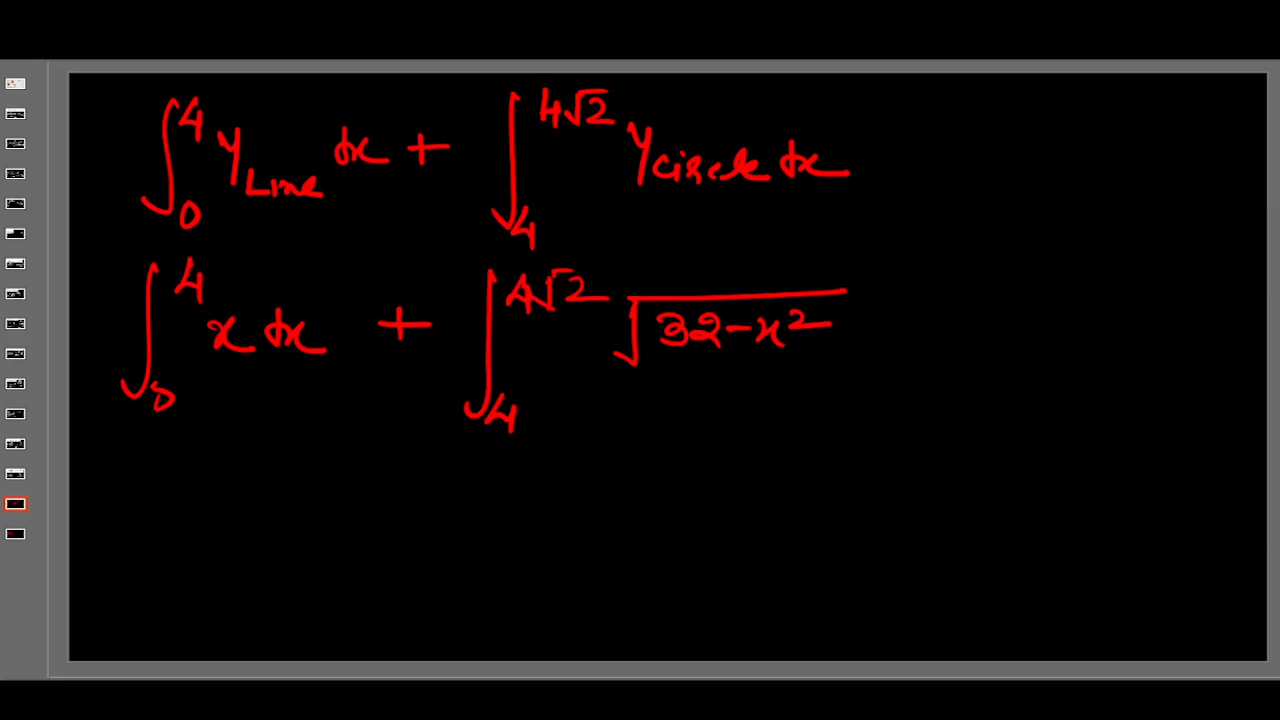 ∫₀⁴ y_Line dx + ∫₄^{4√2} y_circle dx
∫₀⁴ x dx + ∫₄^{4√2} √(32-x²)